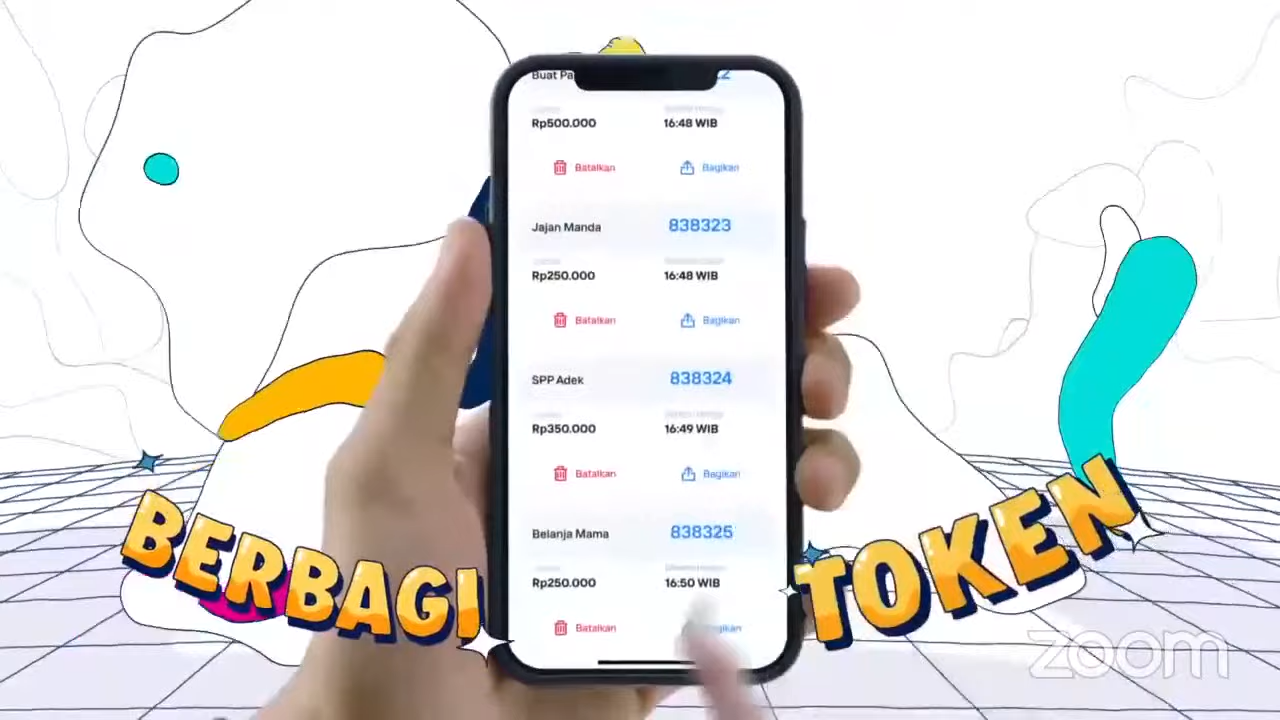 Buat Pa
Rp500.000 16:48 WIB
Batalkan Bagikan
Jajan Manda 838323
Rp250.000 16:48 WIB
Batalkan Bagikan
SPP Adek 838324
Rp350.000 16:49 WIB
Batalkan Bagikan
Belanja Mama 838325
Rp250.000 16:50 WIB
Batalkan
BERBAGI TOKEN
zoom